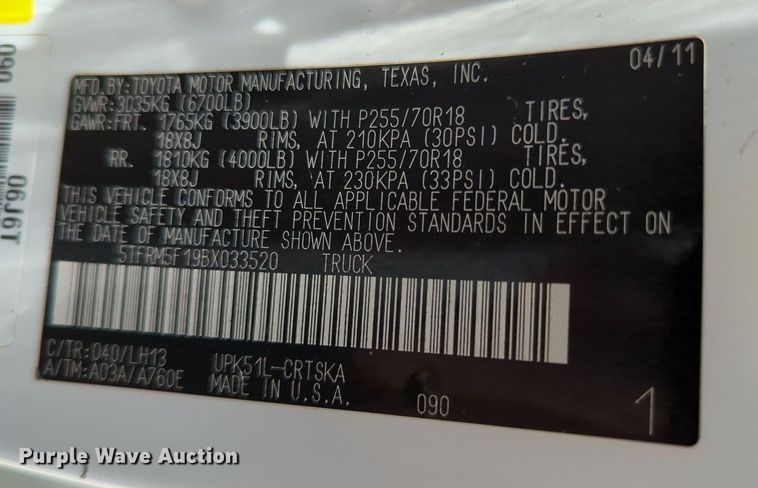 04/11
MFD.BY:TOYOTA MOTOR MANUFACTURING, TEXAS, INC.
GVWR:3035KG (6700LB)
GAWR:FRT. 1765KG (3900LB) WITH P255/70R18 TIRES,
18X8J RIMS, AT 210KPA (30PSI) COLD.
RR. 1810KG (4000LB) WITH P255/70R18 TIRES,
18X8J RIMS, AT 230KPA (33PSI) COLD.
THIS VEHICLE CONFORMS TO ALL APPLICABLE FEDERAL MOTOR
VEHICLE SAFETY AND THEFT PREVENTION STANDARDS IN EFFECT ON
THE DATE OF MANUFACTURE SHOWN ABOVE.
5TFRM5F19BX033520 TRUCK
C/TR:040/LH13 UPK51L-CRTSKA
A/TM:A03A/A760E MADE IN U.S.A.
090 1
090 06J6T
Purple Wave Auction